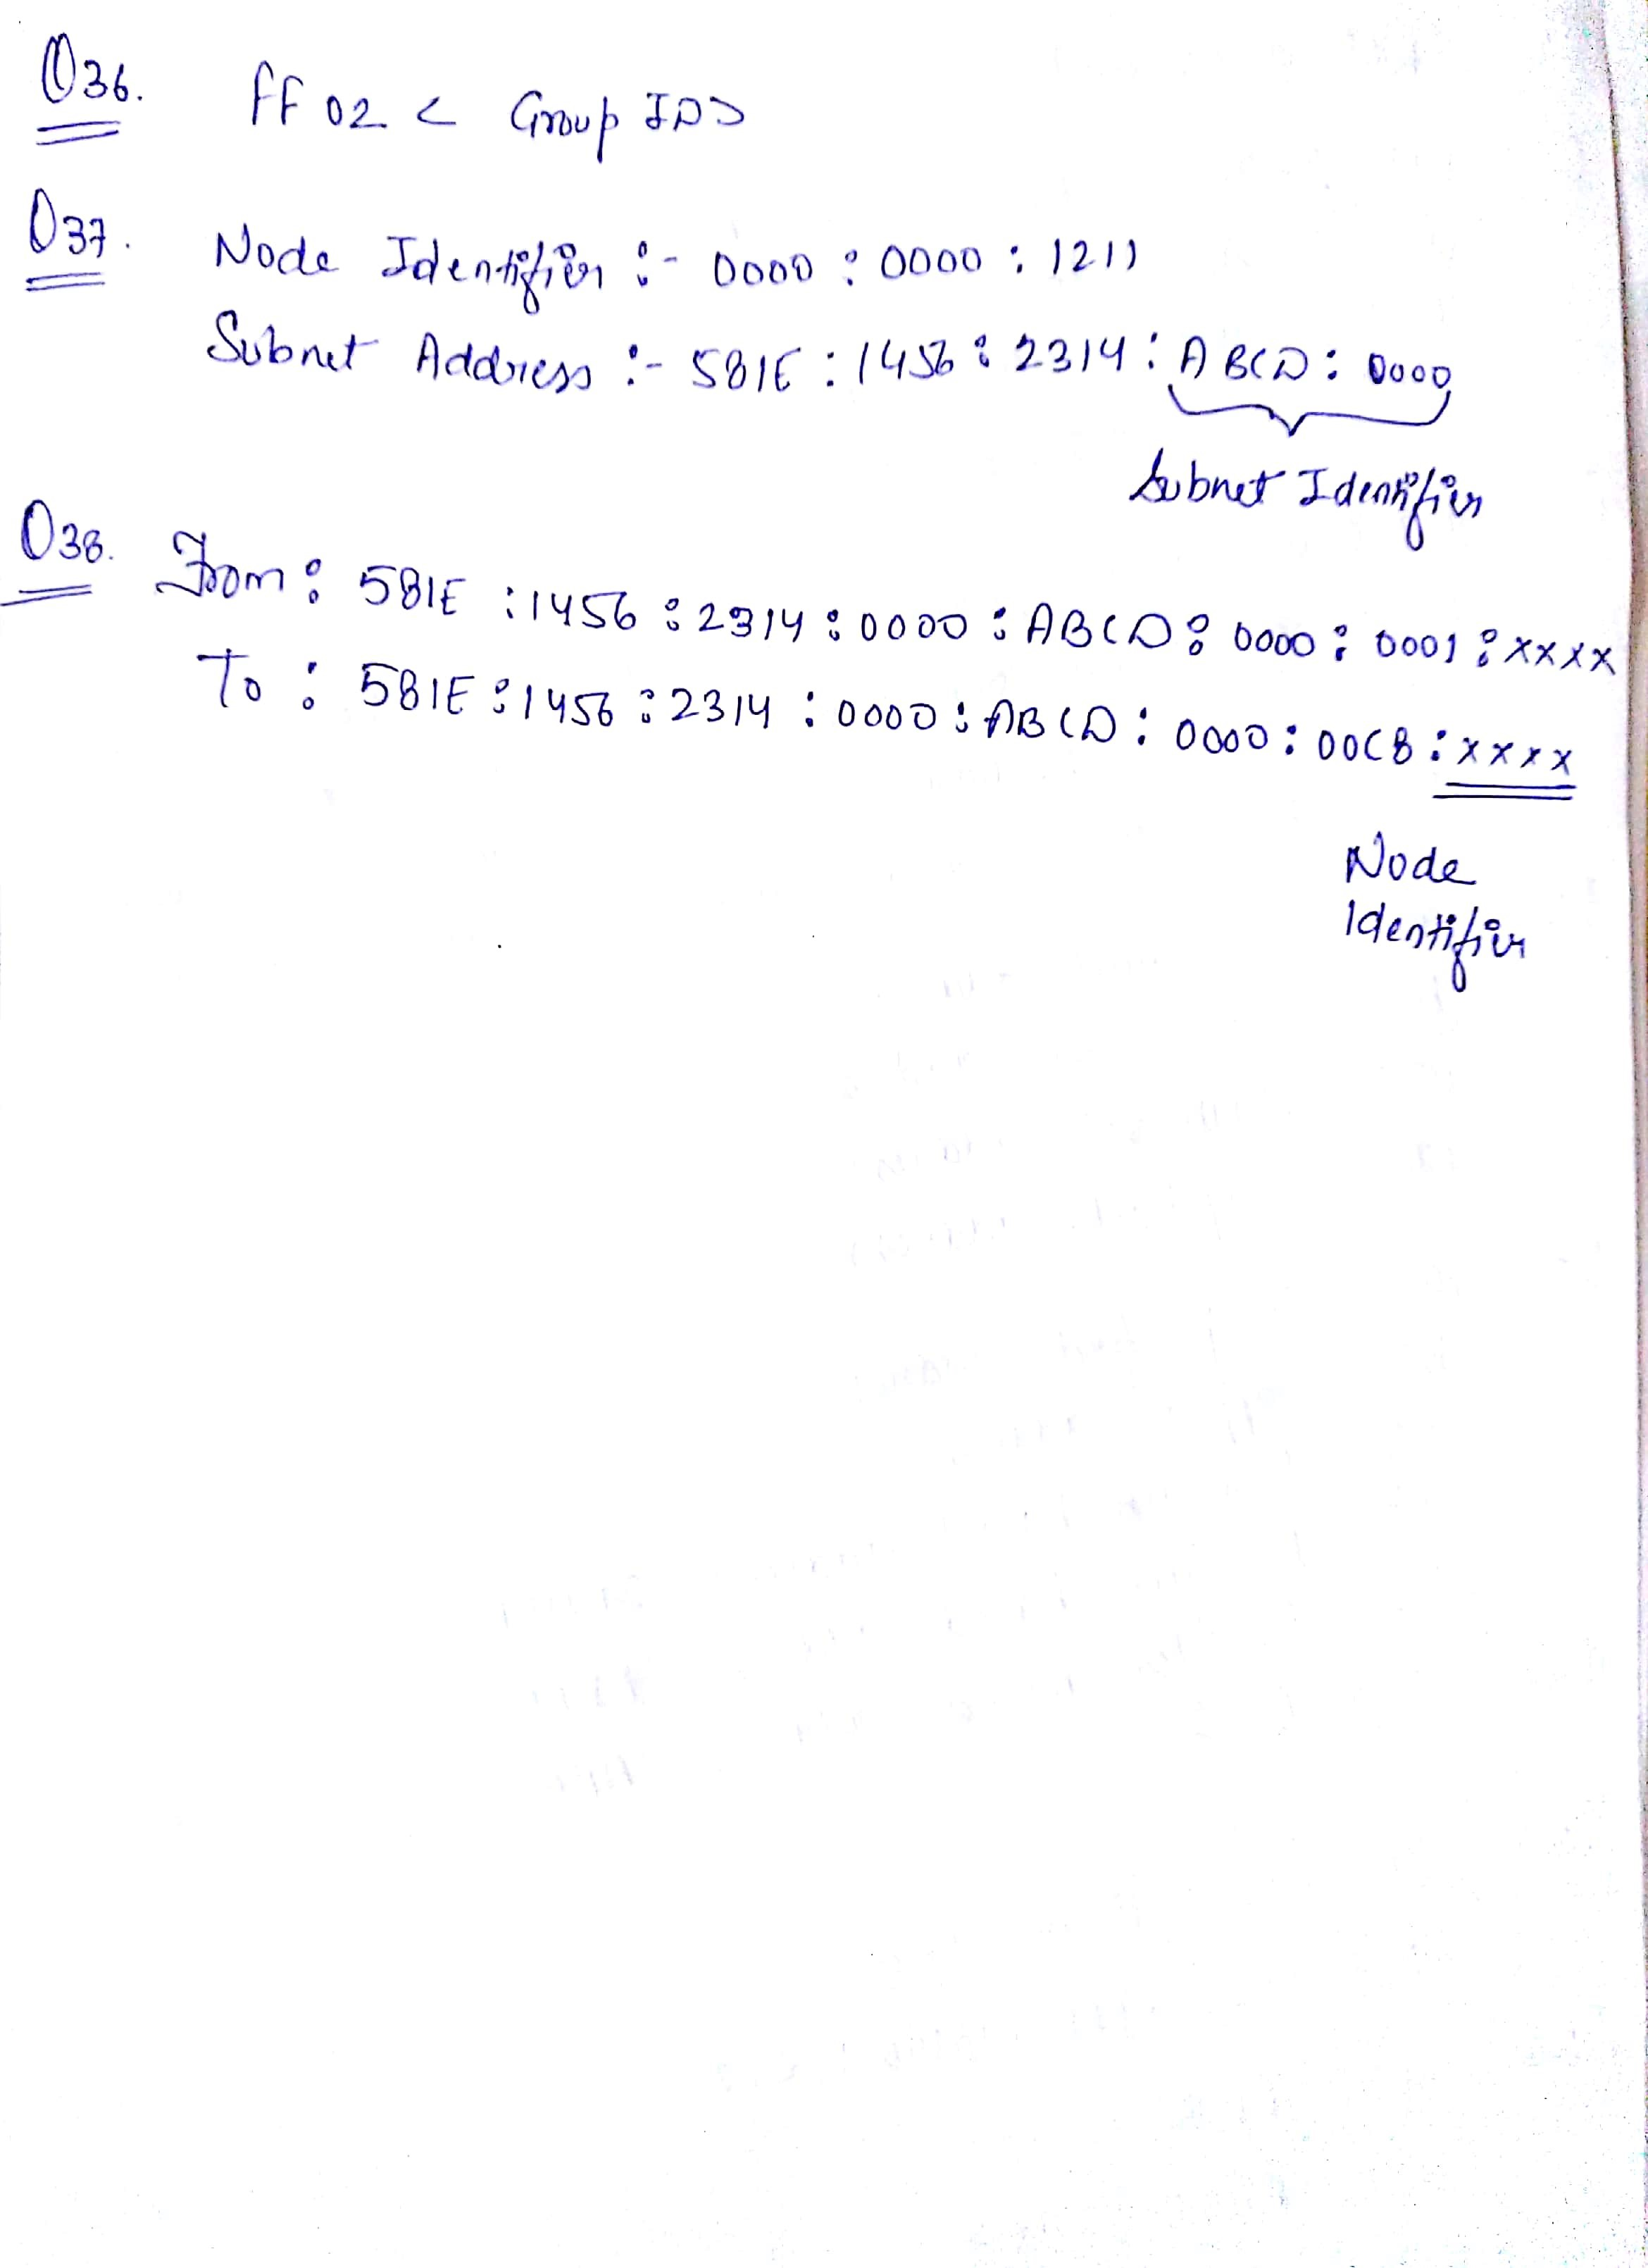 Q36. FF02 < Group ID>
Q37. Node Identifier :- 0000 : 0000 : 1211
Subnet Address :- 581E : 1456 : 2314 : ABCD : 0000
Subnet Identifier
Q38. From : 581E : 1456 : 2314 : 0000 : ABCD : 0000 : 0001 : xxxx
To : 581E : 1456 : 2314 : 0000 : ABCD : 0000 : 00C8 : xxxx
Node
Identifier